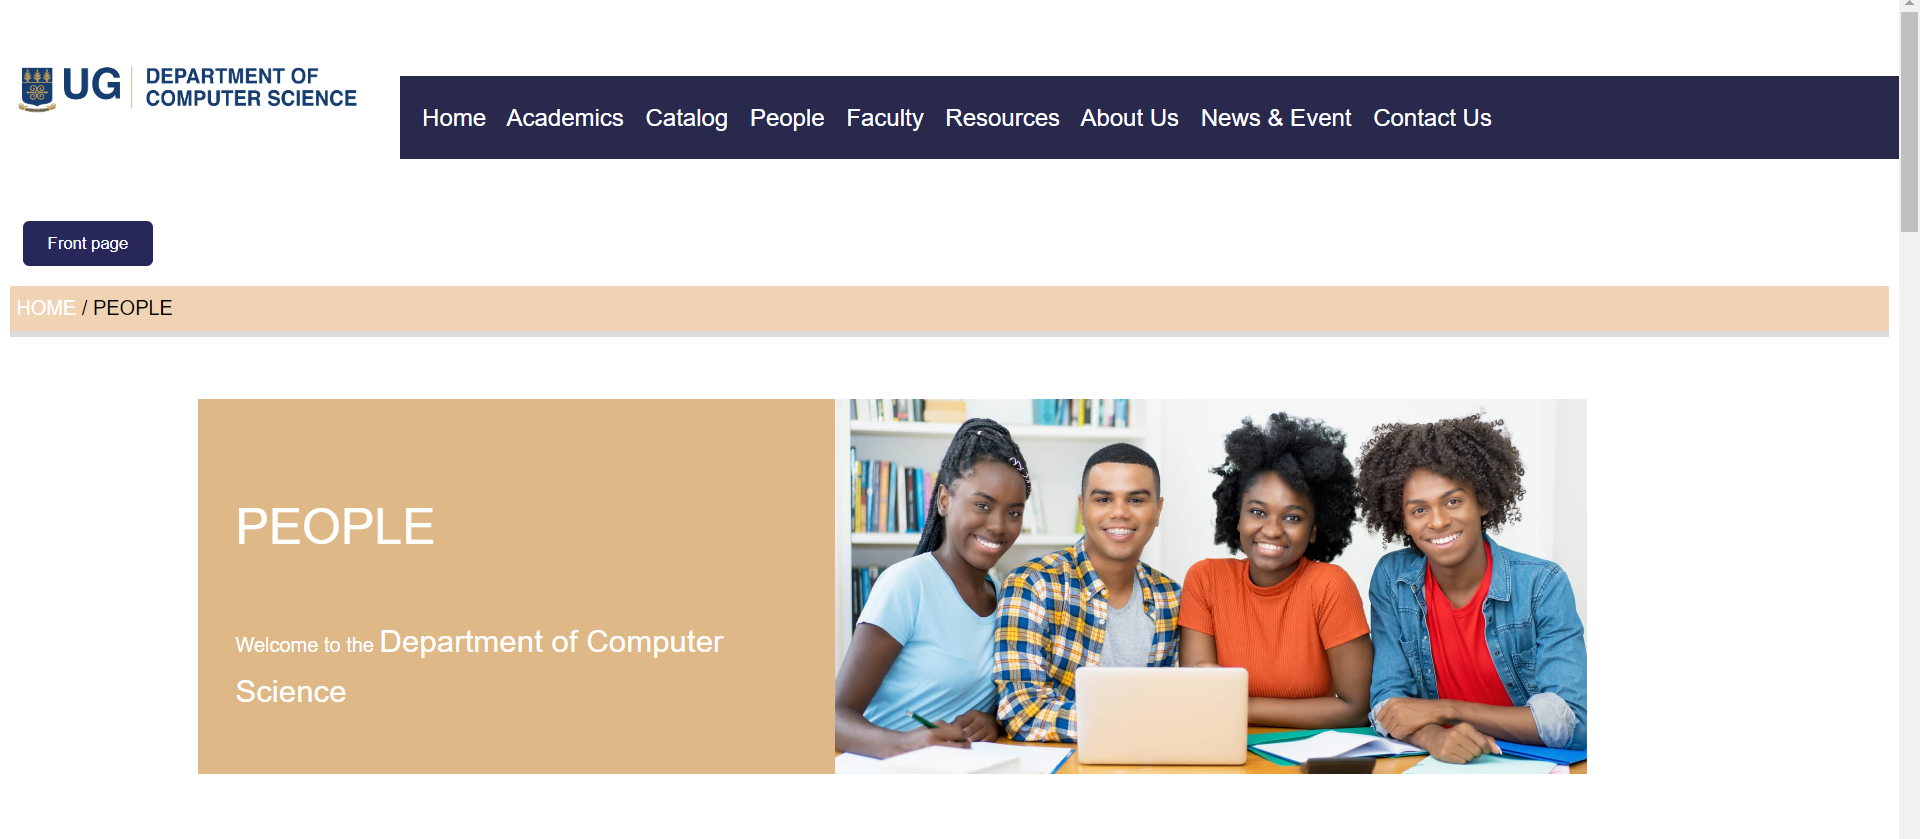 UG
DEPARTMENT OF
COMPUTER SCIENCE
Home Academics Catalog People Faculty Resources About Us News & Event Contact Us
Front page
HOME / PEOPLE
PEOPLE
Welcome to the Department of Computer
Science